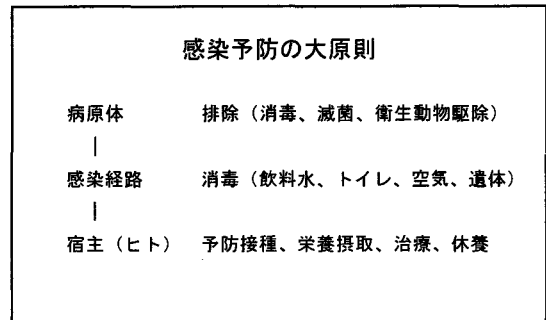 感染予防の大原則
病原体 排除（消毒、滅菌、衛生動物駆除）
感染経路 消毒（飲料水、トイレ、空気、遺体）
宿主（ヒト） 予防接種、栄養摂取、治療、休養